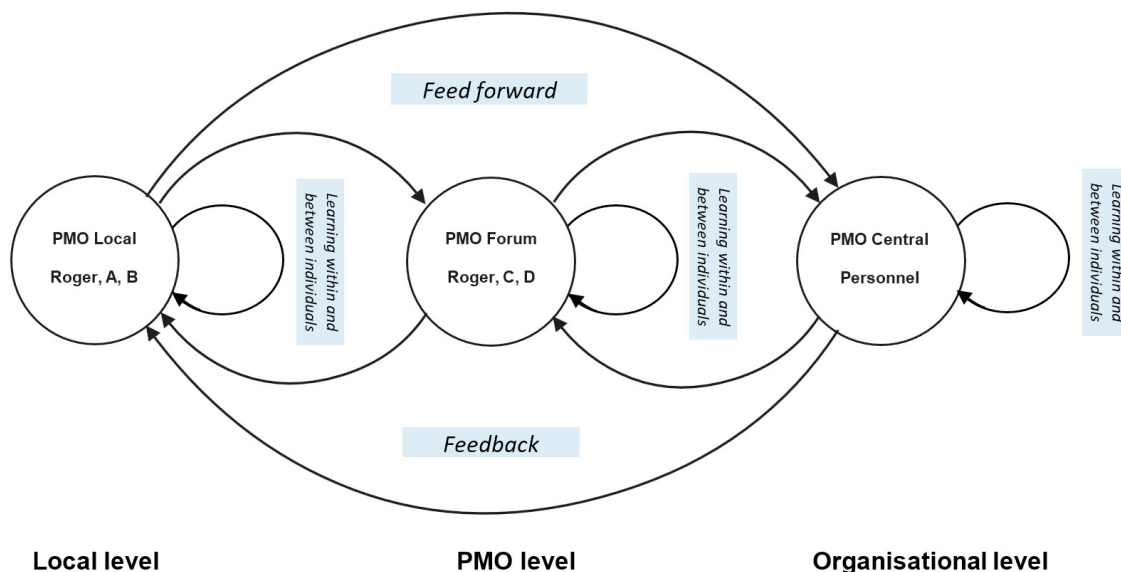 Feed forward
PMO Local
Roger, A, B
Learning within and
between individuals
PMO Forum
Roger, C, D
Learning within and
between individuals
PMO Central
Personnel
Learning within and
between individuals
Feedback
Local level
PMO level
Organisational level